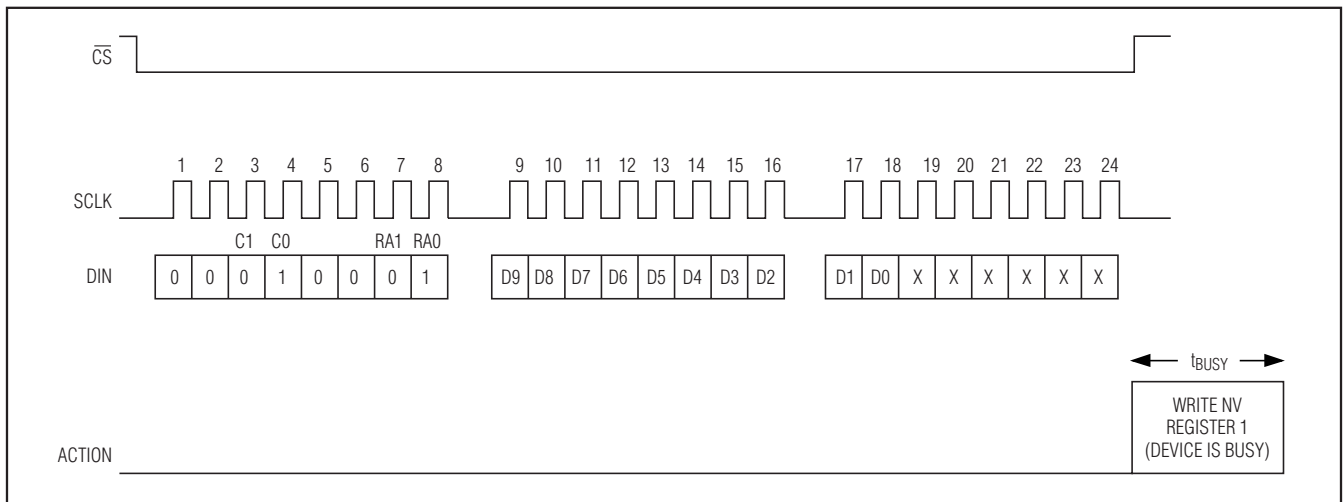 CS
1 2 3 4 5 6 7 8 9 10 11 12 13 14 15 16 17 18 19 20 21 22 23 24
SCLK
C1 C0 RA1 RA0
DIN 0 0 0 1 0 0 0 1 D9 D8 D7 D6 D5 D4 D3 D2 D1 D0 X X X X X X
tBUSY
WRITE NV
REGISTER 1
(DEVICE IS BUSY)
ACTION